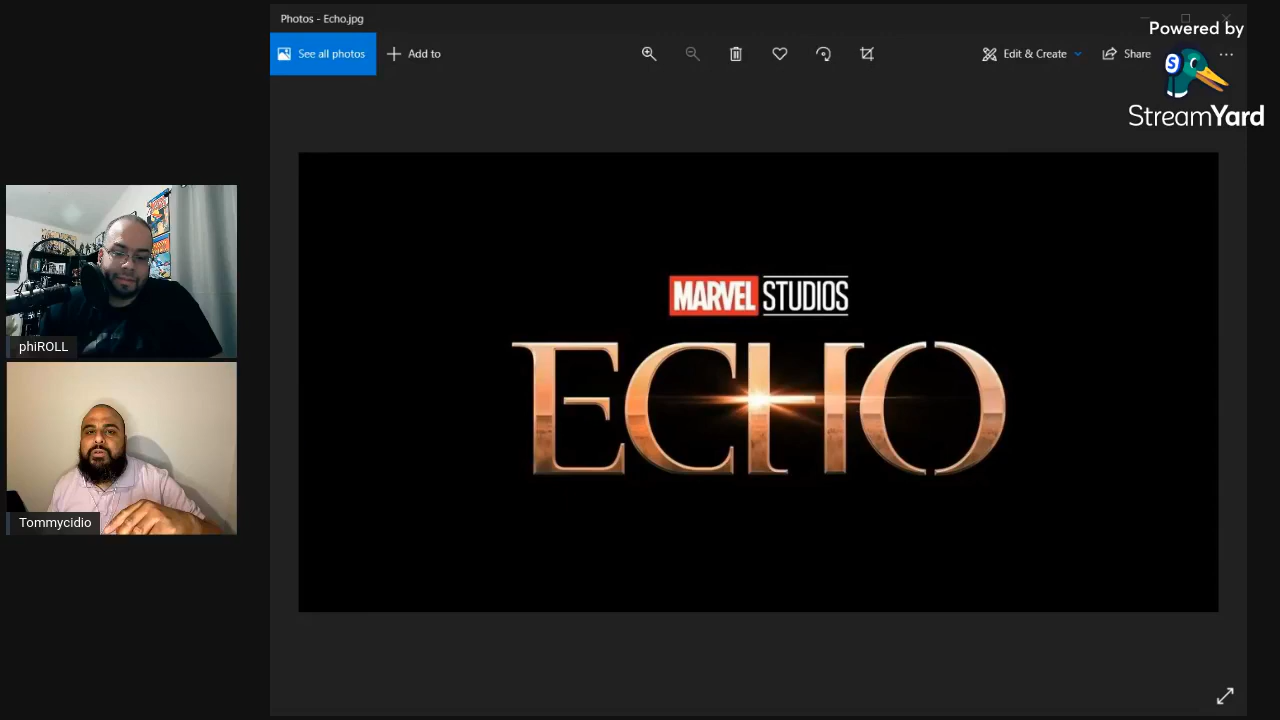 Photos - Echo.jpg
See all photos
Add to
Edit & Create
Share
Powered by
StreamYard
MARVEL STUDIOS
ECHO
phiROLL
Tommycidio